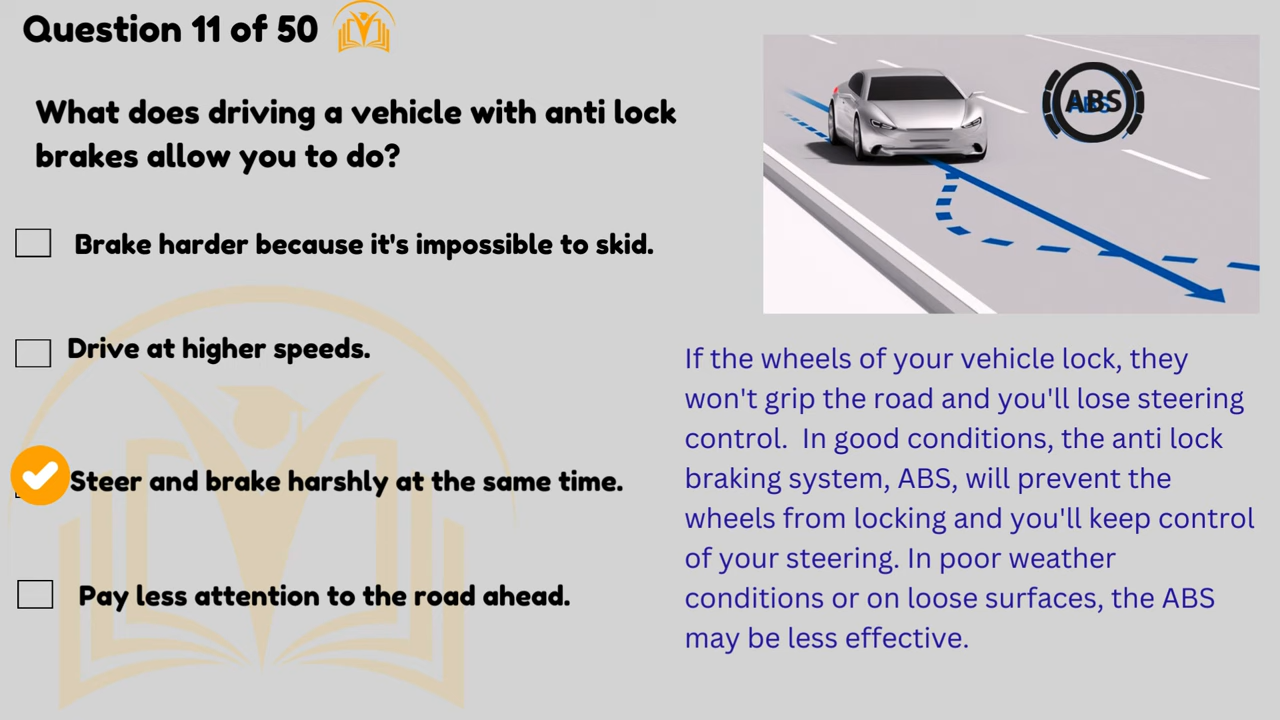 Question 11 of 50
What does driving a vehicle with anti lock
brakes allow you to do?
Brake harder because it's impossible to skid.
Drive at higher speeds.
Steer and brake harshly at the same time.
Pay less attention to the road ahead.
ABS
If the wheels of your vehicle lock, they
won't grip the road and you'll lose steering
control. In good conditions, the anti lock
braking system, ABS, will prevent the
wheels from locking and you'll keep control
of your steering. In poor weather
conditions or on loose surfaces, the ABS
may be less effective.